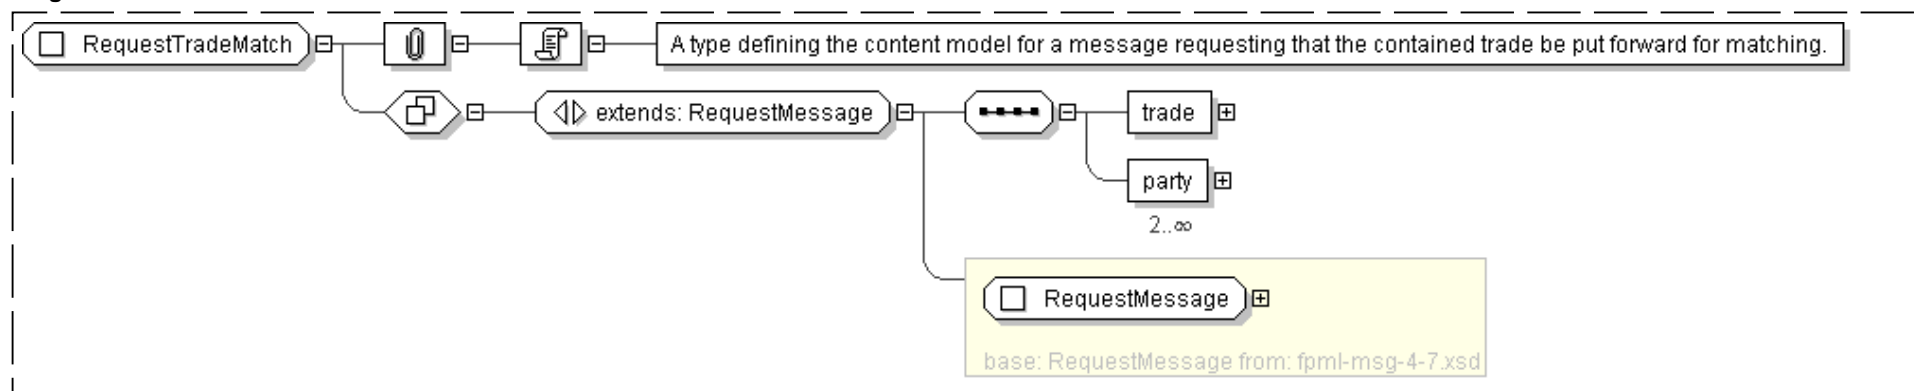 RequestTradeMatch
A type defining the content model for a message requesting that the contained trade be put forward for matching.
extends: RequestMessage
trade
party
2..∞
RequestMessage
base: RequestMessage from: fpml-msg-4-7.xsd